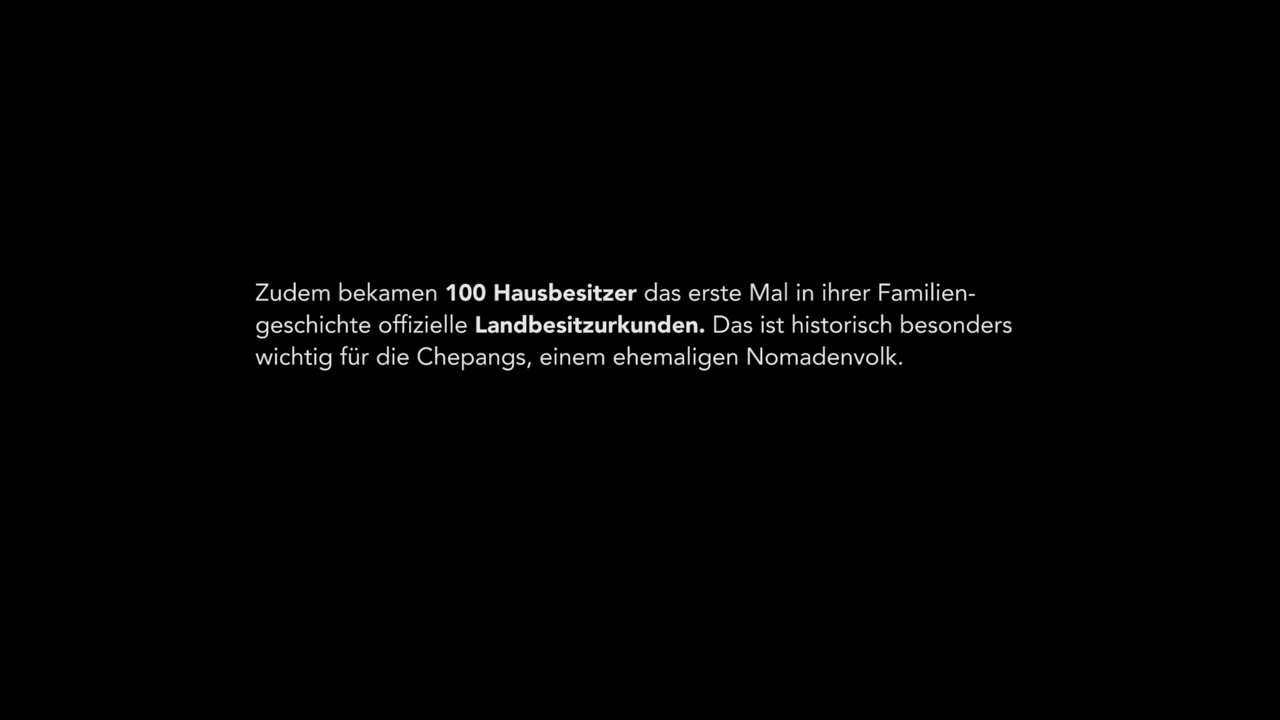 Zudem bekamen 100 Hausbesitzer das erste Mal in ihrer Familien-
geschichte offizielle Landbesitzurkunden. Das ist historisch besonders
wichtig für die Chepangs, einem ehemaligen Nomadenvolk.